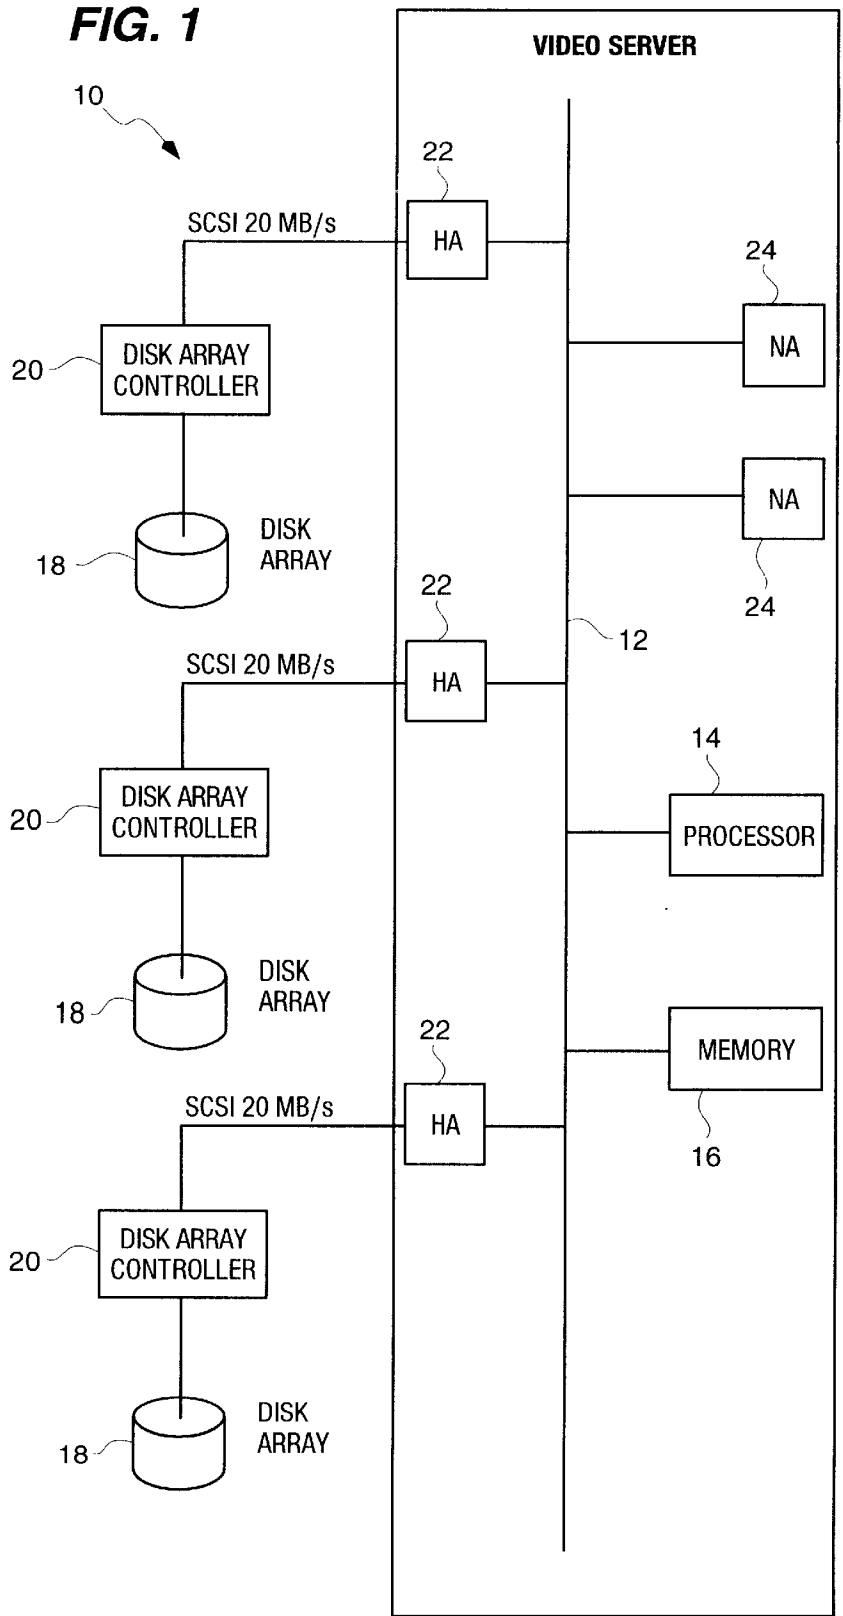 FIG. 1
VIDEO SERVER
10
22
SCSI 20 MB/s
HA
24
NA
20
DISK ARRAY
CONTROLLER
NA
24
18
DISK
ARRAY
22
12
SCSI 20 MB/s
HA
14
PROCESSOR
20
DISK ARRAY
CONTROLLER
18
DISK
ARRAY
22
MEMORY
16
SCSI 20 MB/s
HA
20
DISK ARRAY
CONTROLLER
18
DISK
ARRAY